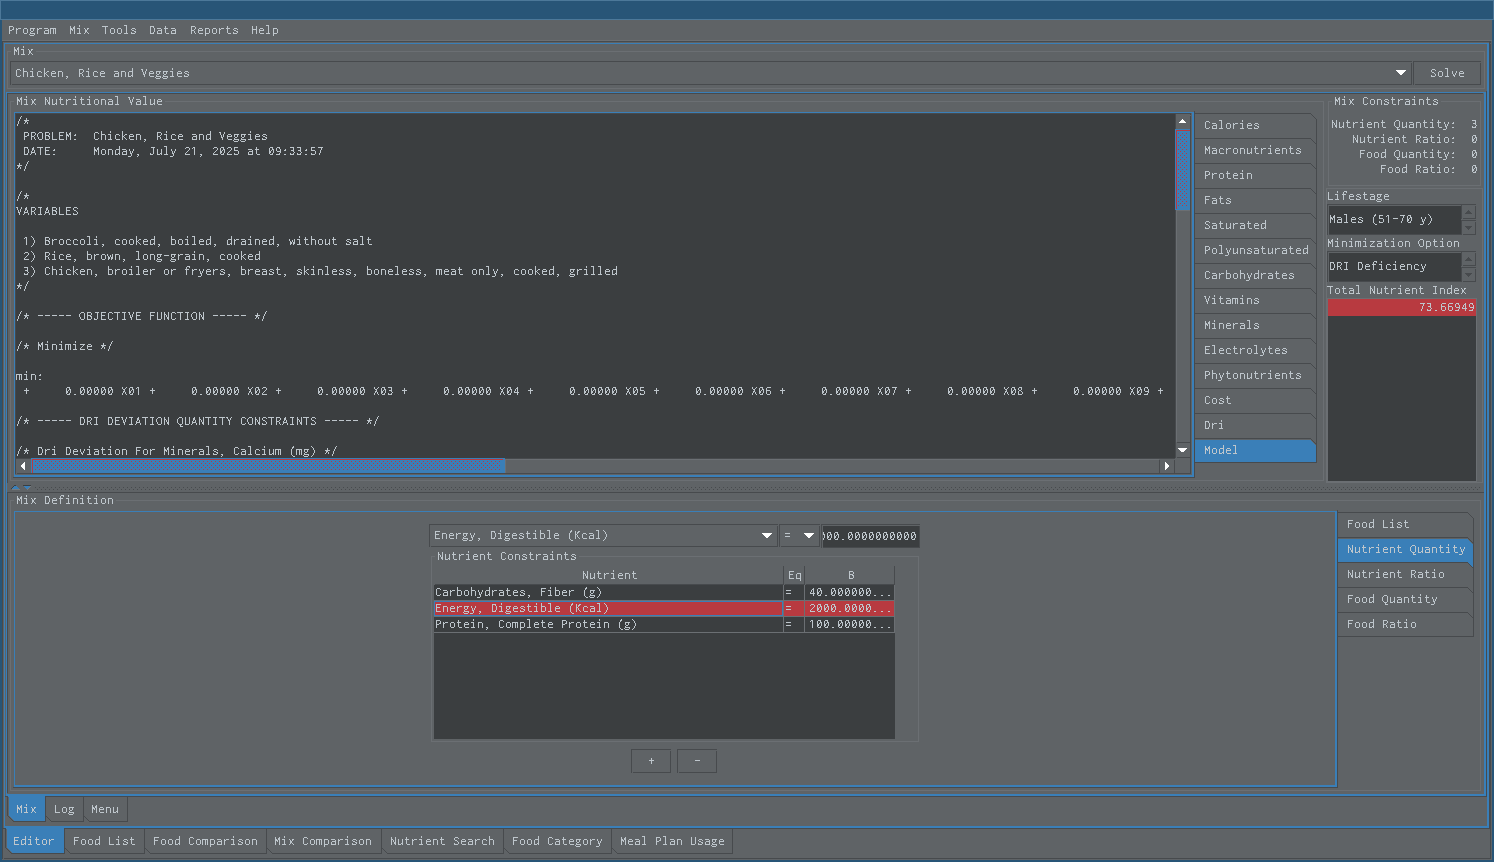 Program Mix Tools Data Reports Help
Mix
Chicken, Rice and Veggies
Solve
Mix Nutritional Value
/*
PROBLEM: Chicken, Rice and Veggies
DATE: Monday, July 21, 2025 at 09:33:57
*/
/*
VARIABLES
1) Broccoli, cooked, boiled, drained, without salt
2) Rice, brown, long-grain, cooked
3) Chicken, broiler or fryers, breast, skinless, boneless, meat only, cooked, grilled
*/
/* ----- OBJECTIVE FUNCTION ----- */
/* Minimize */
min:
+ 0.00000 X01 + 0.00000 X02 + 0.00000 X03 + 0.00000 X04 + 0.00000 X05 + 0.00000 X06 + 0.00000 X07 + 0.00000 X08 + 0.00000 X09 +
/* ----- DRI DEVIATION QUANTITY CONSTRAINTS ----- */
/* Dri Deviation For Minerals, Calcium (mg) */
Calories
Macronutrients
Protein
Fats
Saturated
Polyunsaturated
Carbohydrates
Vitamins
Minerals
Electrolytes
Phytonutrients
Cost
Dri
Model
Mix Constraints
Nutrient Quantity: 3
Nutrient Ratio: 0
Food Quantity: 0
Food Ratio: 0
Lifestage
Males (51-70 y)
Minimization Option
DRI Deficiency
Total Nutrient Index
73.66949
Mix Definition
Energy, Digestible (Kcal) = 00.0000000000
Nutrient Constraints
Nutrient Eq B
Carbohydrates, Fiber (g) = 40.000000...
Energy, Digestible (Kcal) = 2000.0000...
Protein, Complete Protein (g) = 100.00000...
+ -
Food List
Nutrient Quantity
Nutrient Ratio
Food Quantity
Food Ratio
Mix Log Menu
Editor Food List Food Comparison Mix Comparison Nutrient Search Food Category Meal Plan Usage